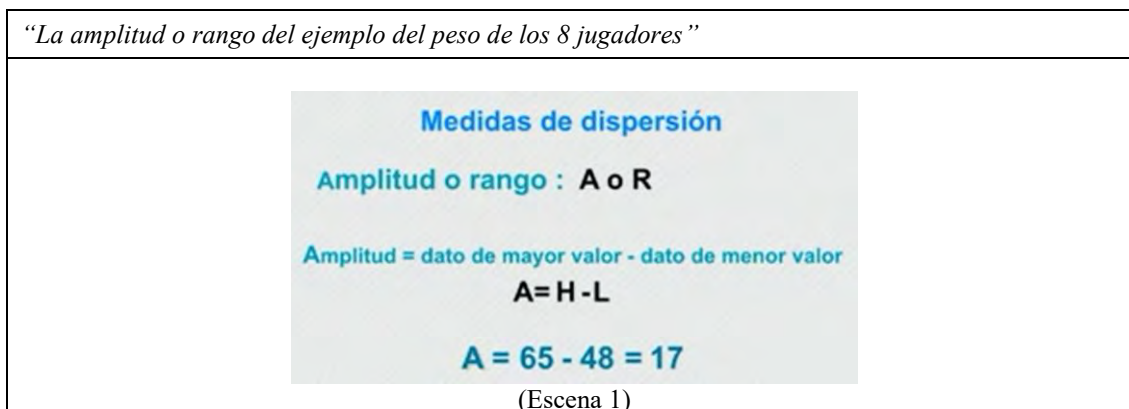 “La amplitud o rango del ejemplo del peso de los 8 jugadores”
Medidas de dispersión
Amplitud o rango : A o R
Amplitud = dato de mayor valor - dato de menor valor
A= H -L
A = 65 - 48 = 17
(Escena 1)